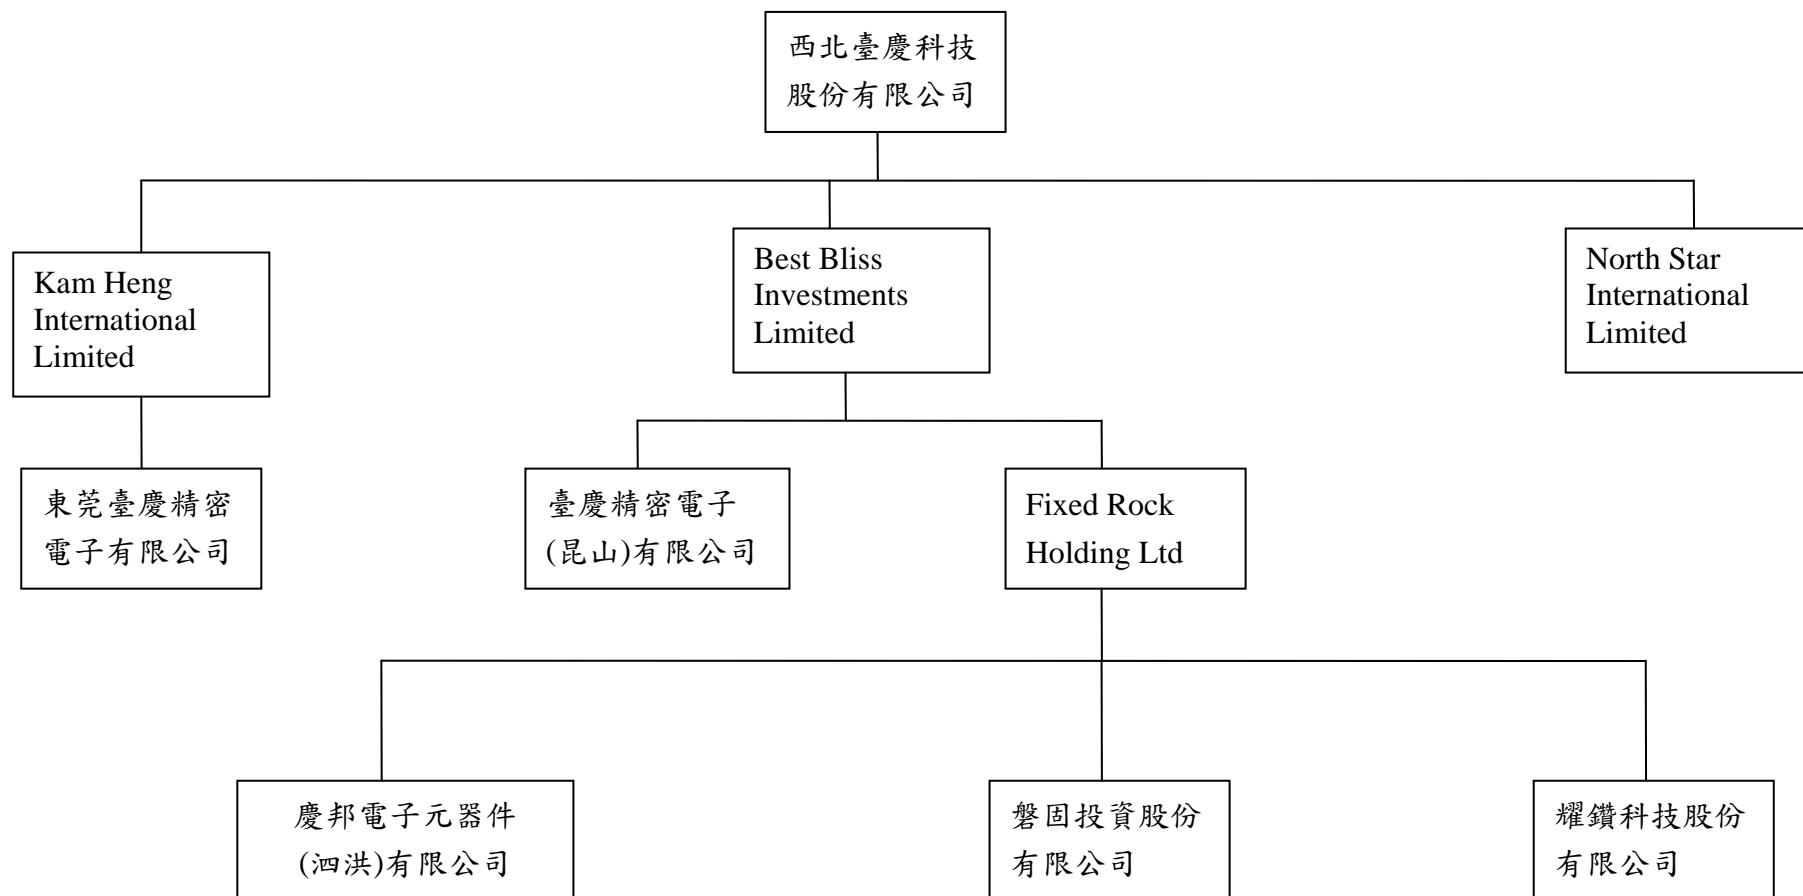 西北臺慶科技
股份有限公司
Kam Heng
International
Limited
Best Bliss
Investments
Limited
North Star
International
Limited
東莞臺慶精密
電子有限公司
臺慶精密電子
(昆山)有限公司
Fixed Rock
Holding Ltd
慶邦電子元器件
(泗洪)有限公司
磐固投資股份
有限公司
耀鑽科技股份
有限公司